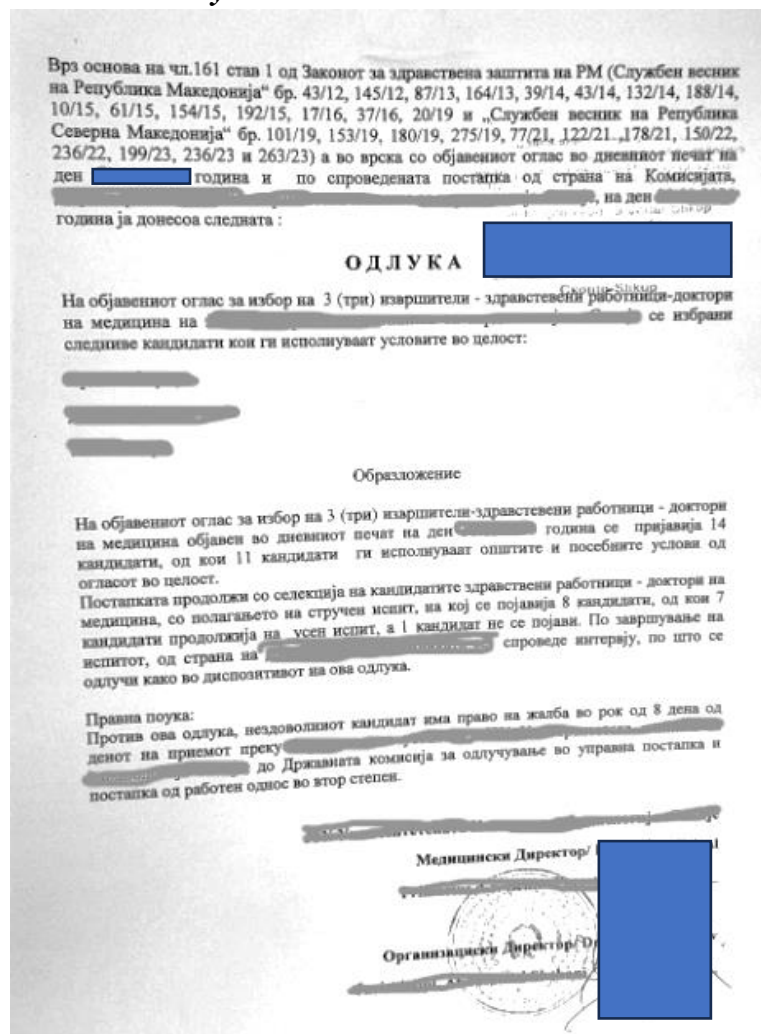 Врз основа на чл.161 став 1 од Законот за здравствена заштита на РМ (Службен весник
на Република Македонија“ бр. 43/12, 145/12, 87/13, 164/13, 39/14, 43/14, 132/14, 188/14,
10/15, 61/15, 154/15, 192/15, 17/16, 37/16, 20/19 и „Службен весник на Република
Северна Македонија“ бр. 101/19, 153/19, 180/19, 275/19, 77/21, 122/21 ,178/21, 150/22,
236/22, 199/23, 236/23 и 263/23) а во врска со објавениот оглас во дневниот печат на
ден година и по спроведената постапка од страна на Комисијата,
, на ден
година ја донесоа следната :
О Д Л У К А
Скопје-Shkup
На објавениот оглас за избор на 3 (три) извршители - здравствени работници-доктори
на медицина на се избрани
следниве кандидати кои ги исполнуваат условите во целост:
Образложение
На објавениот оглас за избор на 3 (три) извршители-здравстевени работници - доктори
на медицина објавен во дневниот печат на ден година се пријавија 14
кандидати, од кои 11 кандидати ги исполнуваат општите и посебните услови од
огласот во целост.
Постапката продолжи со селекција на кандидатите здравствени работници - доктори на
медицина, со полагањето на стручен испит, на кој се појавија 8 кандидати, од кои 7
кандидати продолжија на усен испит, а 1 кандидат не се појави. По завршување на
испитот, од страна на спроведе интервју, по што се
одлучи како во диспозитивот на ова одлука.
Правна поука:
Против ова одлука, нездоволниот кандидат има право на жалба во рок од 8 дена од
денот на приемот преку
до Државната комисија за одлучување во управна постапка и
постапка од работен однос во втор степен.
Медицински Директор/
Организациски Директор/